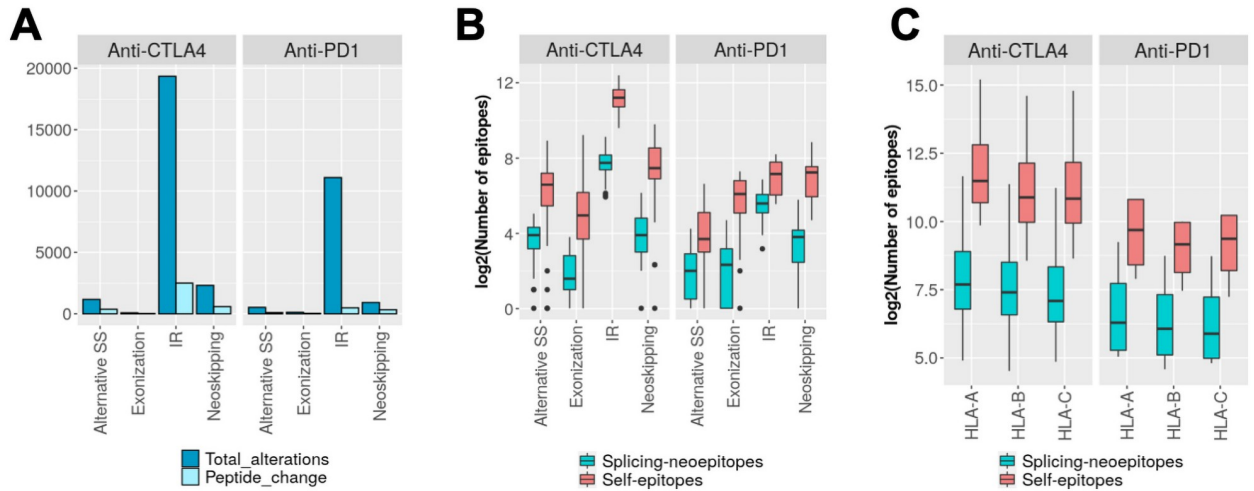 A
Anti-CTLA4 Anti-PD1
20000
15000
10000
5000
0
Alternative SS
Exonization
IR
Neoskipping
Alternative SS
Exonization
IR
Neoskipping
Total_alterations
Peptide_change
B
Anti-CTLA4 Anti-PD1
log2(Number of epitopes)
12
8
4
0
Alternative SS
Exonization
IR
Neoskipping
Alternative SS
Exonization
IR
Neoskipping
Splicing-neoepitopes
Self-epitopes
C
Anti-CTLA4 Anti-PD1
log2(Number of epitopes)
15.0
12.5
10.0
7.5
5.0
HLA-A
HLA-B
HLA-C
HLA-A
HLA-B
HLA-C
Splicing-neoepitopes
Self-epitopes